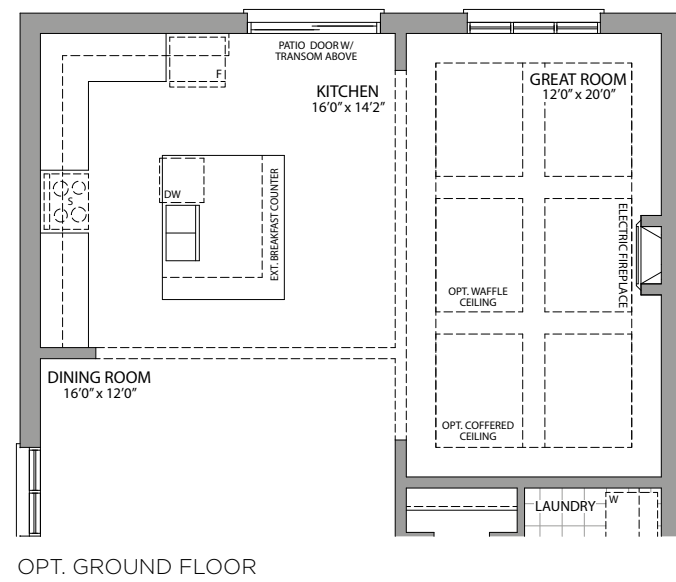 PATIO DOOR W/
TRANSOM ABOVE
F
KITCHEN
16'0" x 14'2"
GREAT ROOM
12'0" x 20'0"
DW
S
EXT. BREAKFAST COUNTER
ELECTRIC FIREPLACE
OPT. WAFFLE
CEILING
DINING ROOM
16'0" x 12'0"
OPT. COFFERED
CEILING
LAUNDRY
W
OPT. GROUND FLOOR